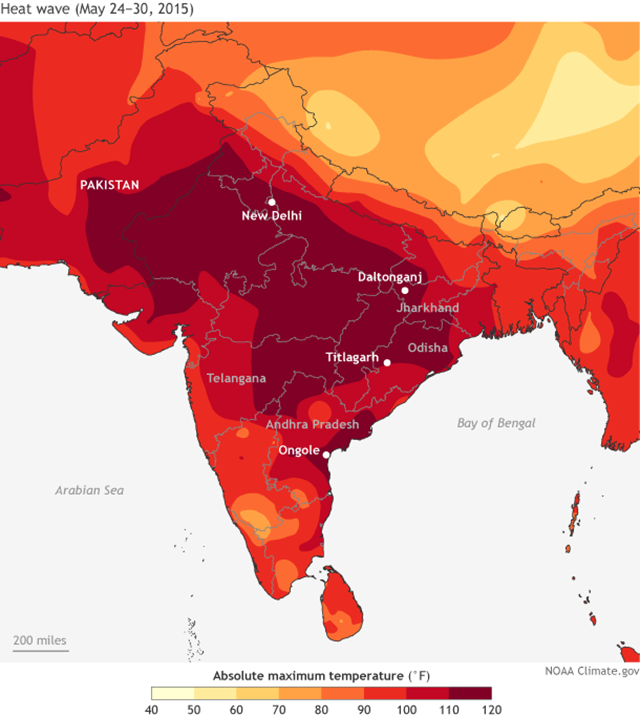 Heat wave (May 24–30, 2015)
PAKISTAN
New Delhi
Daltonganj
Jharkhand
Titlagarh
Odisha
Telangana
Andhra Pradesh
Bay of Bengal
Ongole
Arabian Sea
200 miles
NOAA Climate.gov
Absolute maximum temperature (°F)
40 50 60 70 80 90 100 110 120